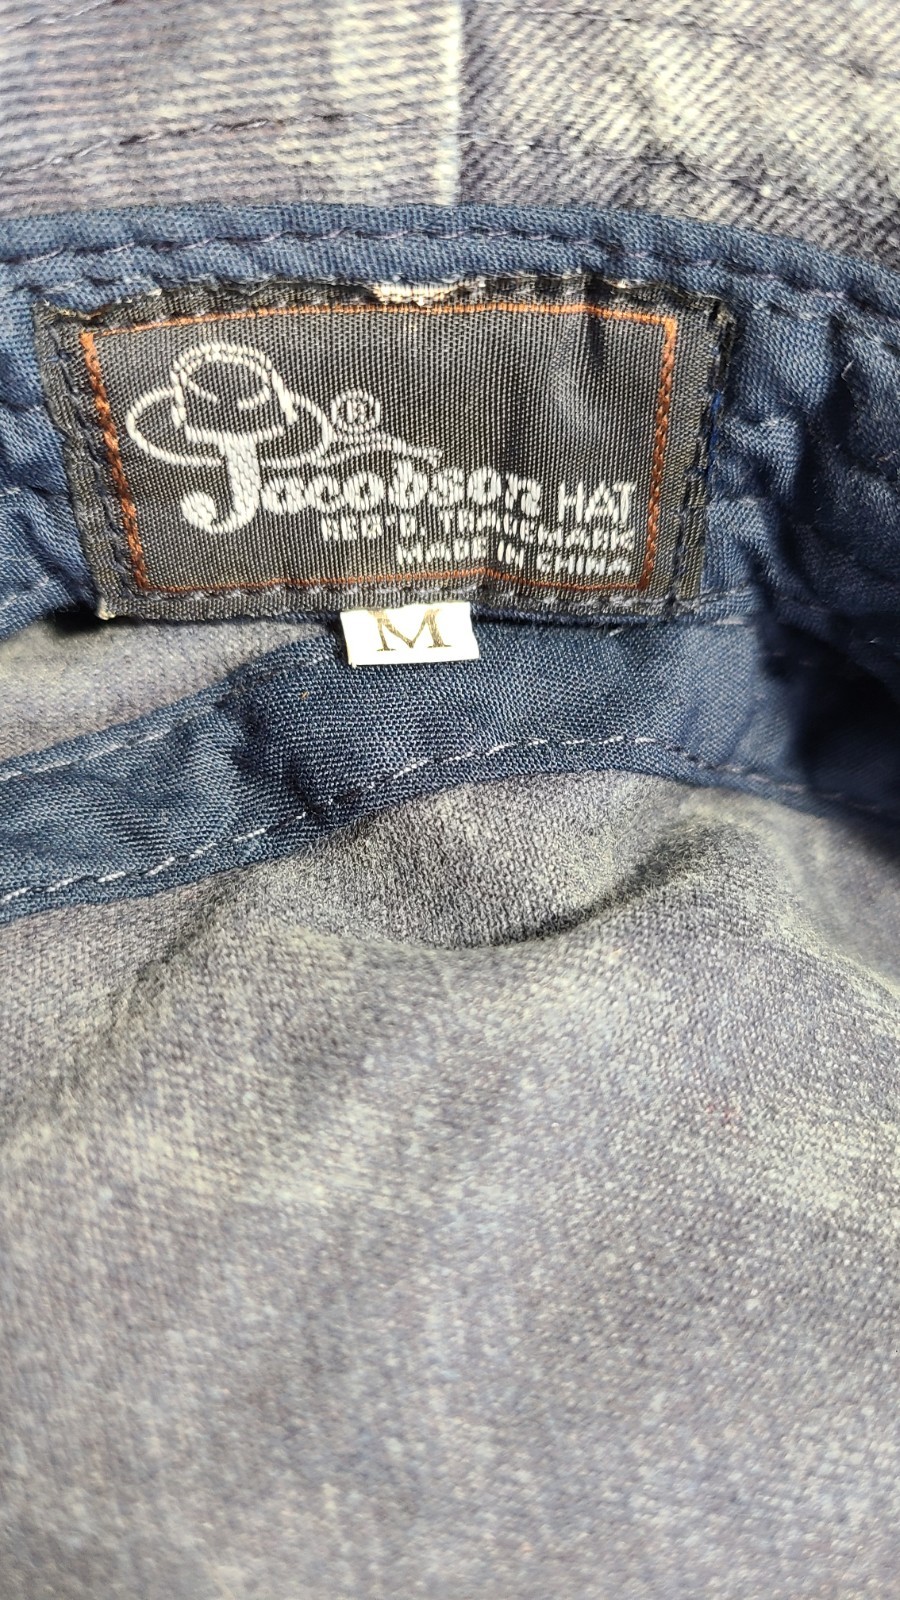 ®
Jacobson HAT
REG'D. TRADEMARK
MADE IN CHINA
M